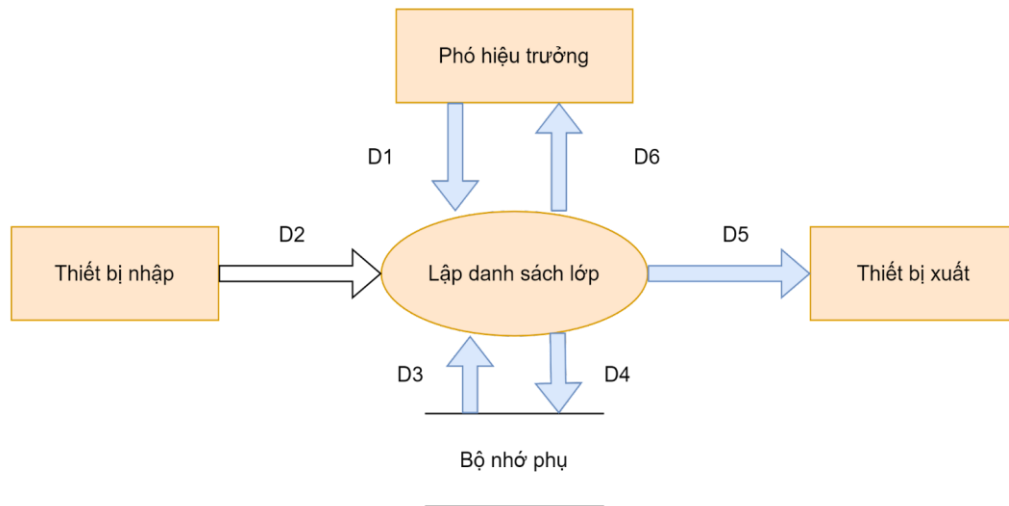 Phó hiệu trưởng
D1
D6
D2
D5
Thiết bị nhập
Lập danh sách lớp
Thiết bị xuất
D3
D4
Bộ nhớ phụ